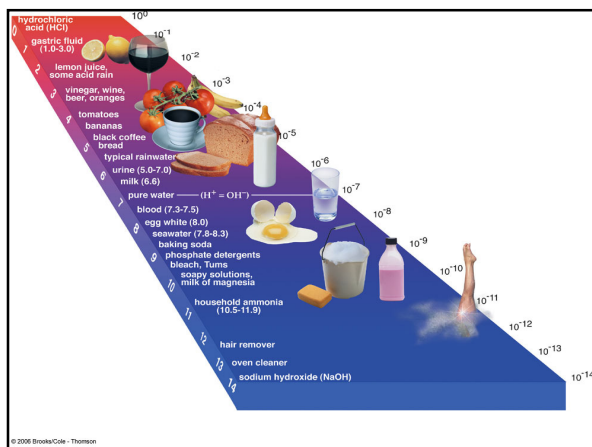 hydrochloric
acid (HCl)
0
10⁰
gastric fluid
(1.0-3.0)
1
10⁻¹
lemon juice,
some acid rain
2
10⁻²
vinegar, wine,
beer, oranges
3
10⁻³
tomatoes
4
10⁻⁴
bananas
black coffee
bread
5
10⁻⁵
typical rainwater
urine (5.0-7.0)
6
10⁻⁶
milk (6.6)
pure water (H⁺ = OH⁻)
7
10⁻⁷
blood (7.3-7.5)
egg white (8.0)
8
10⁻⁸
seawater (7.8-8.3)
baking soda
9
10⁻⁹
phosphate detergents
bleach, Tums
soapy solutions,
milk of magnesia
10
10⁻¹⁰
household ammonia
(10.5-11.9)
11
10⁻¹¹
hair remover
12
10⁻¹²
oven cleaner
13
10⁻¹³
sodium hydroxide (NaOH)
14
10⁻¹⁴
© 2006 Brooks/Cole - Thomson